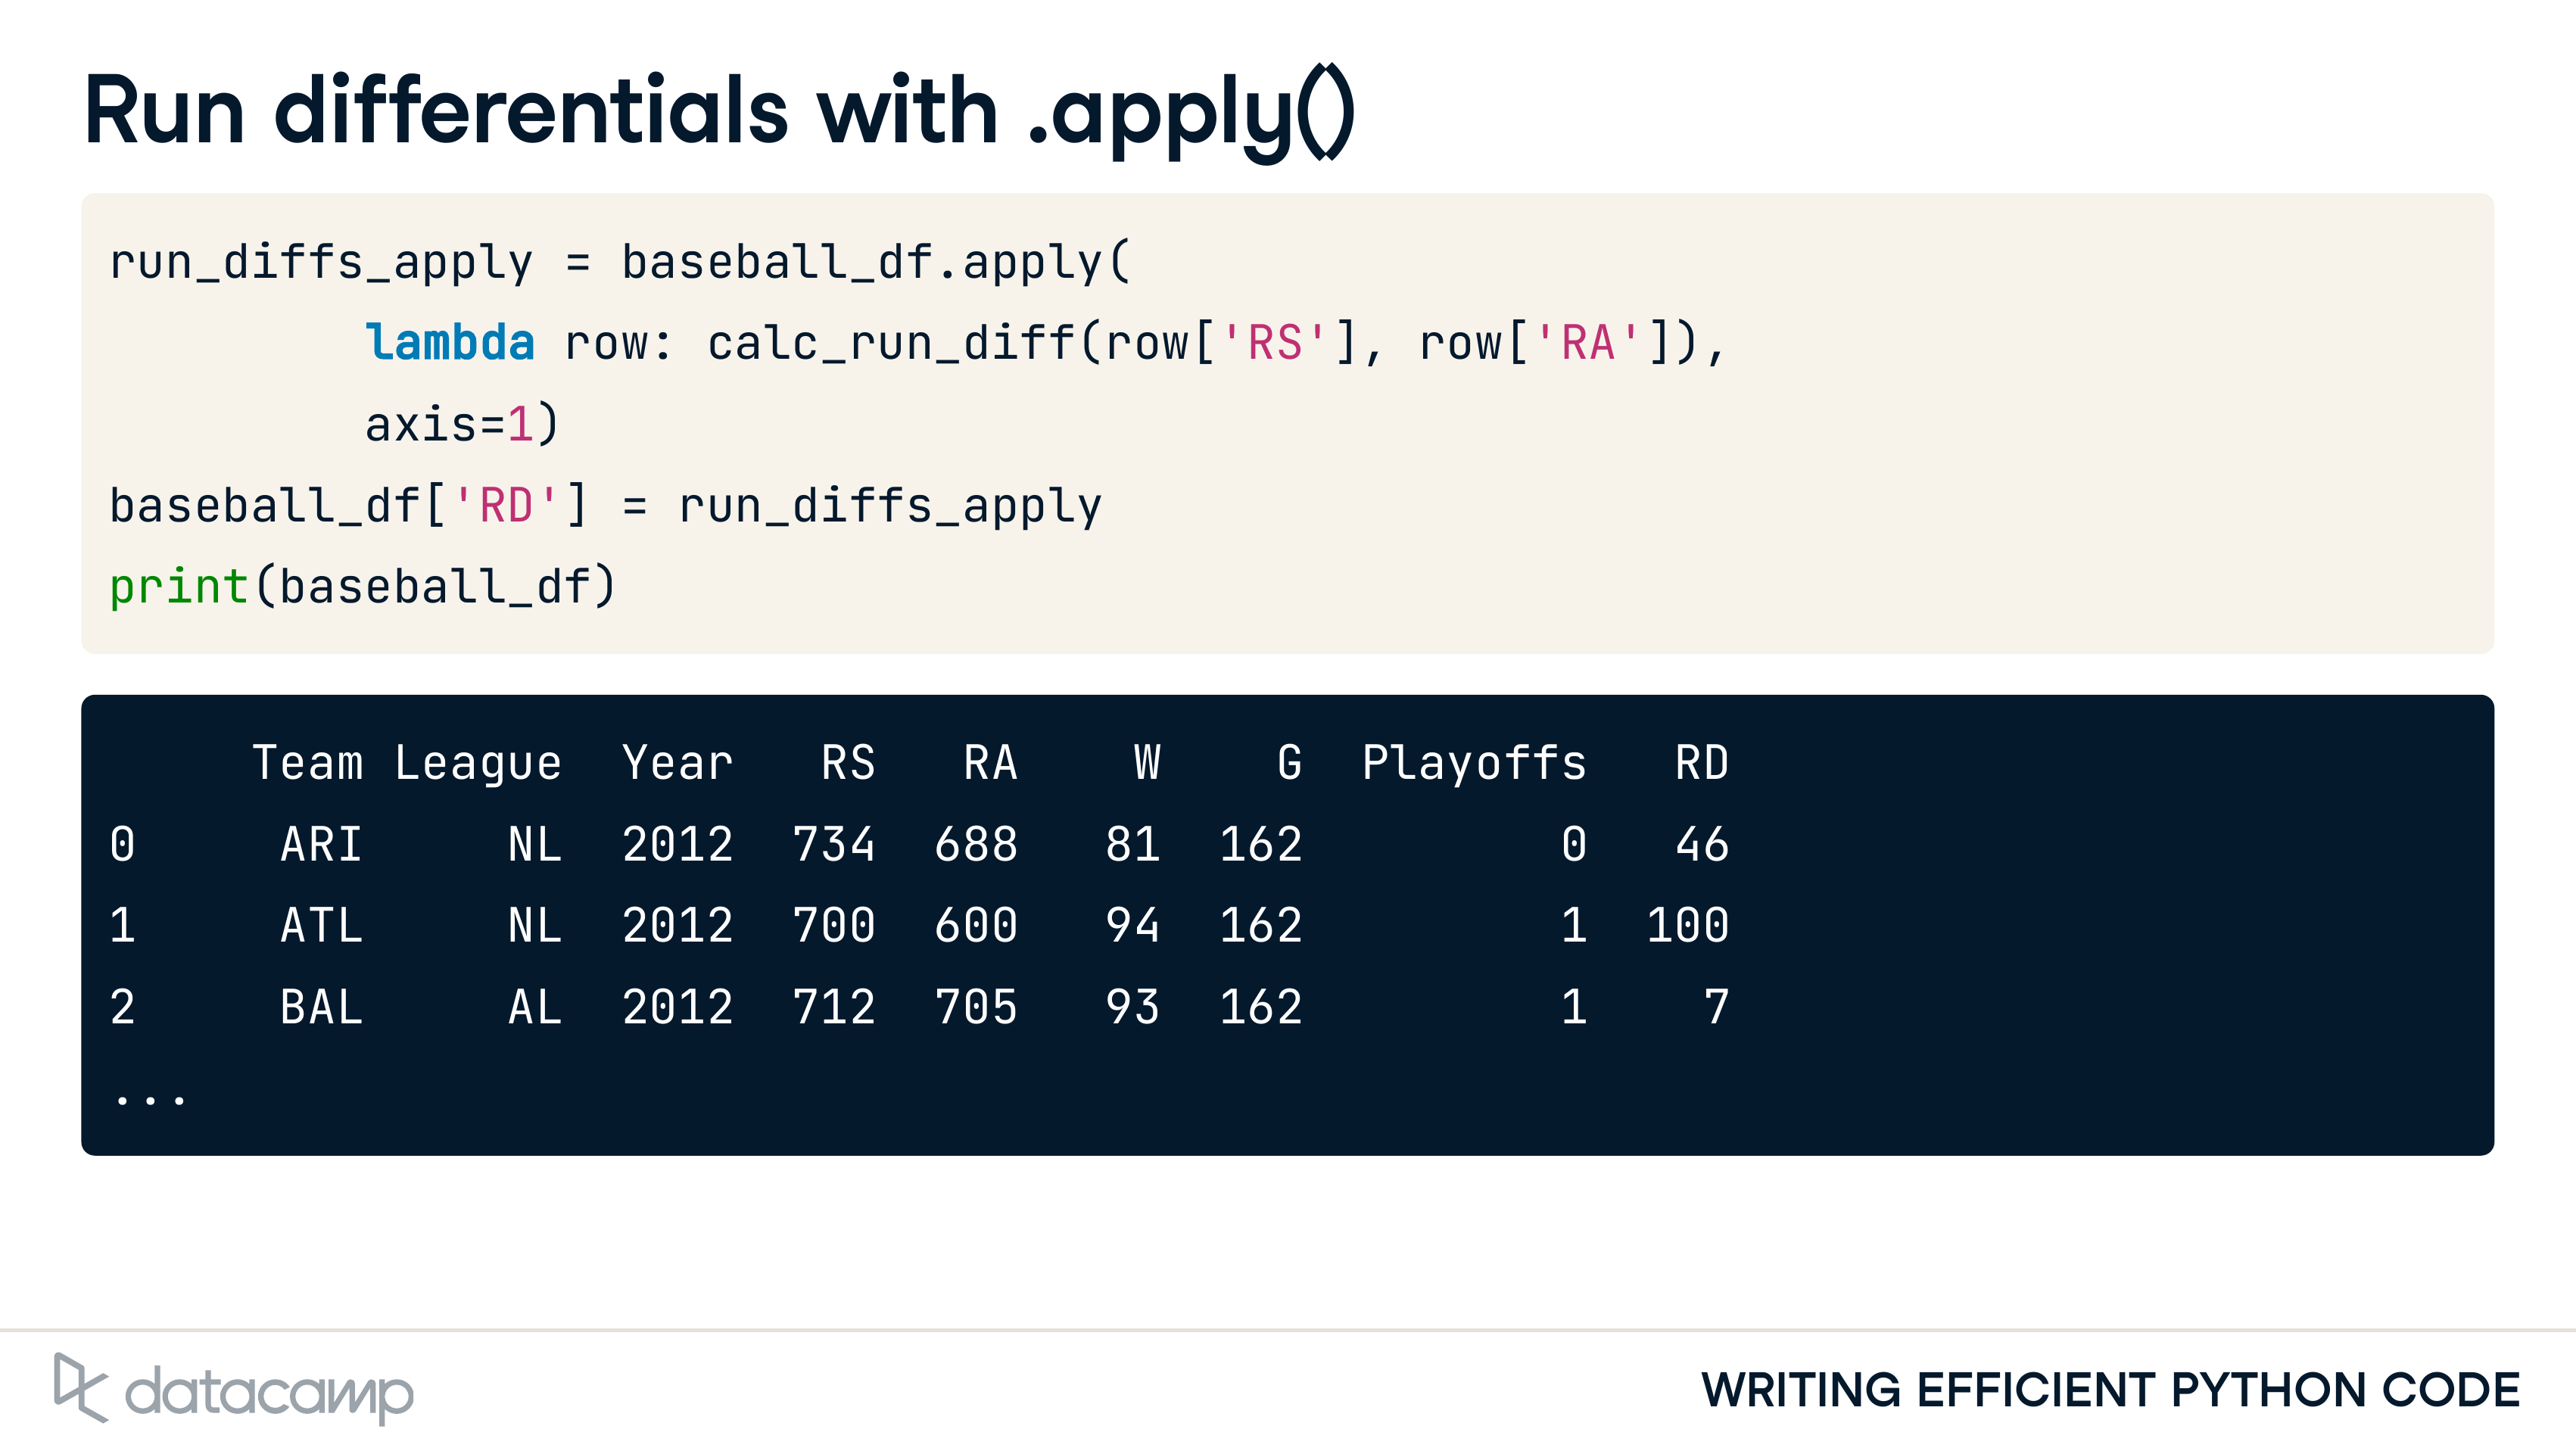 Run differentials with .apply()
run_diffs_apply = baseball_df.apply(
         lambda row: calc_run_diff(row['RS'], row['RA']),
         axis=1)
baseball_df['RD'] = run_diffs_apply
print(baseball_df)
     Team League  Year   RS   RA    W    G  Playoffs   RD
0     ARI     NL  2012  734  688   81  162         0   46
1     ATL     NL  2012  700  600   94  162         1  100
2     BAL     AL  2012  712  705   93  162         1    7
...
datacamp
WRITING EFFICIENT PYTHON CODE